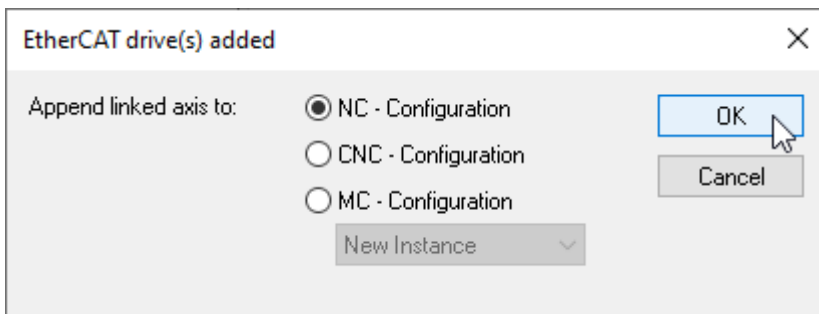 EtherCAT drive(s) added
Append linked axis to:
NC - Configuration
OK
CNC - Configuration
Cancel
MC - Configuration
New Instance